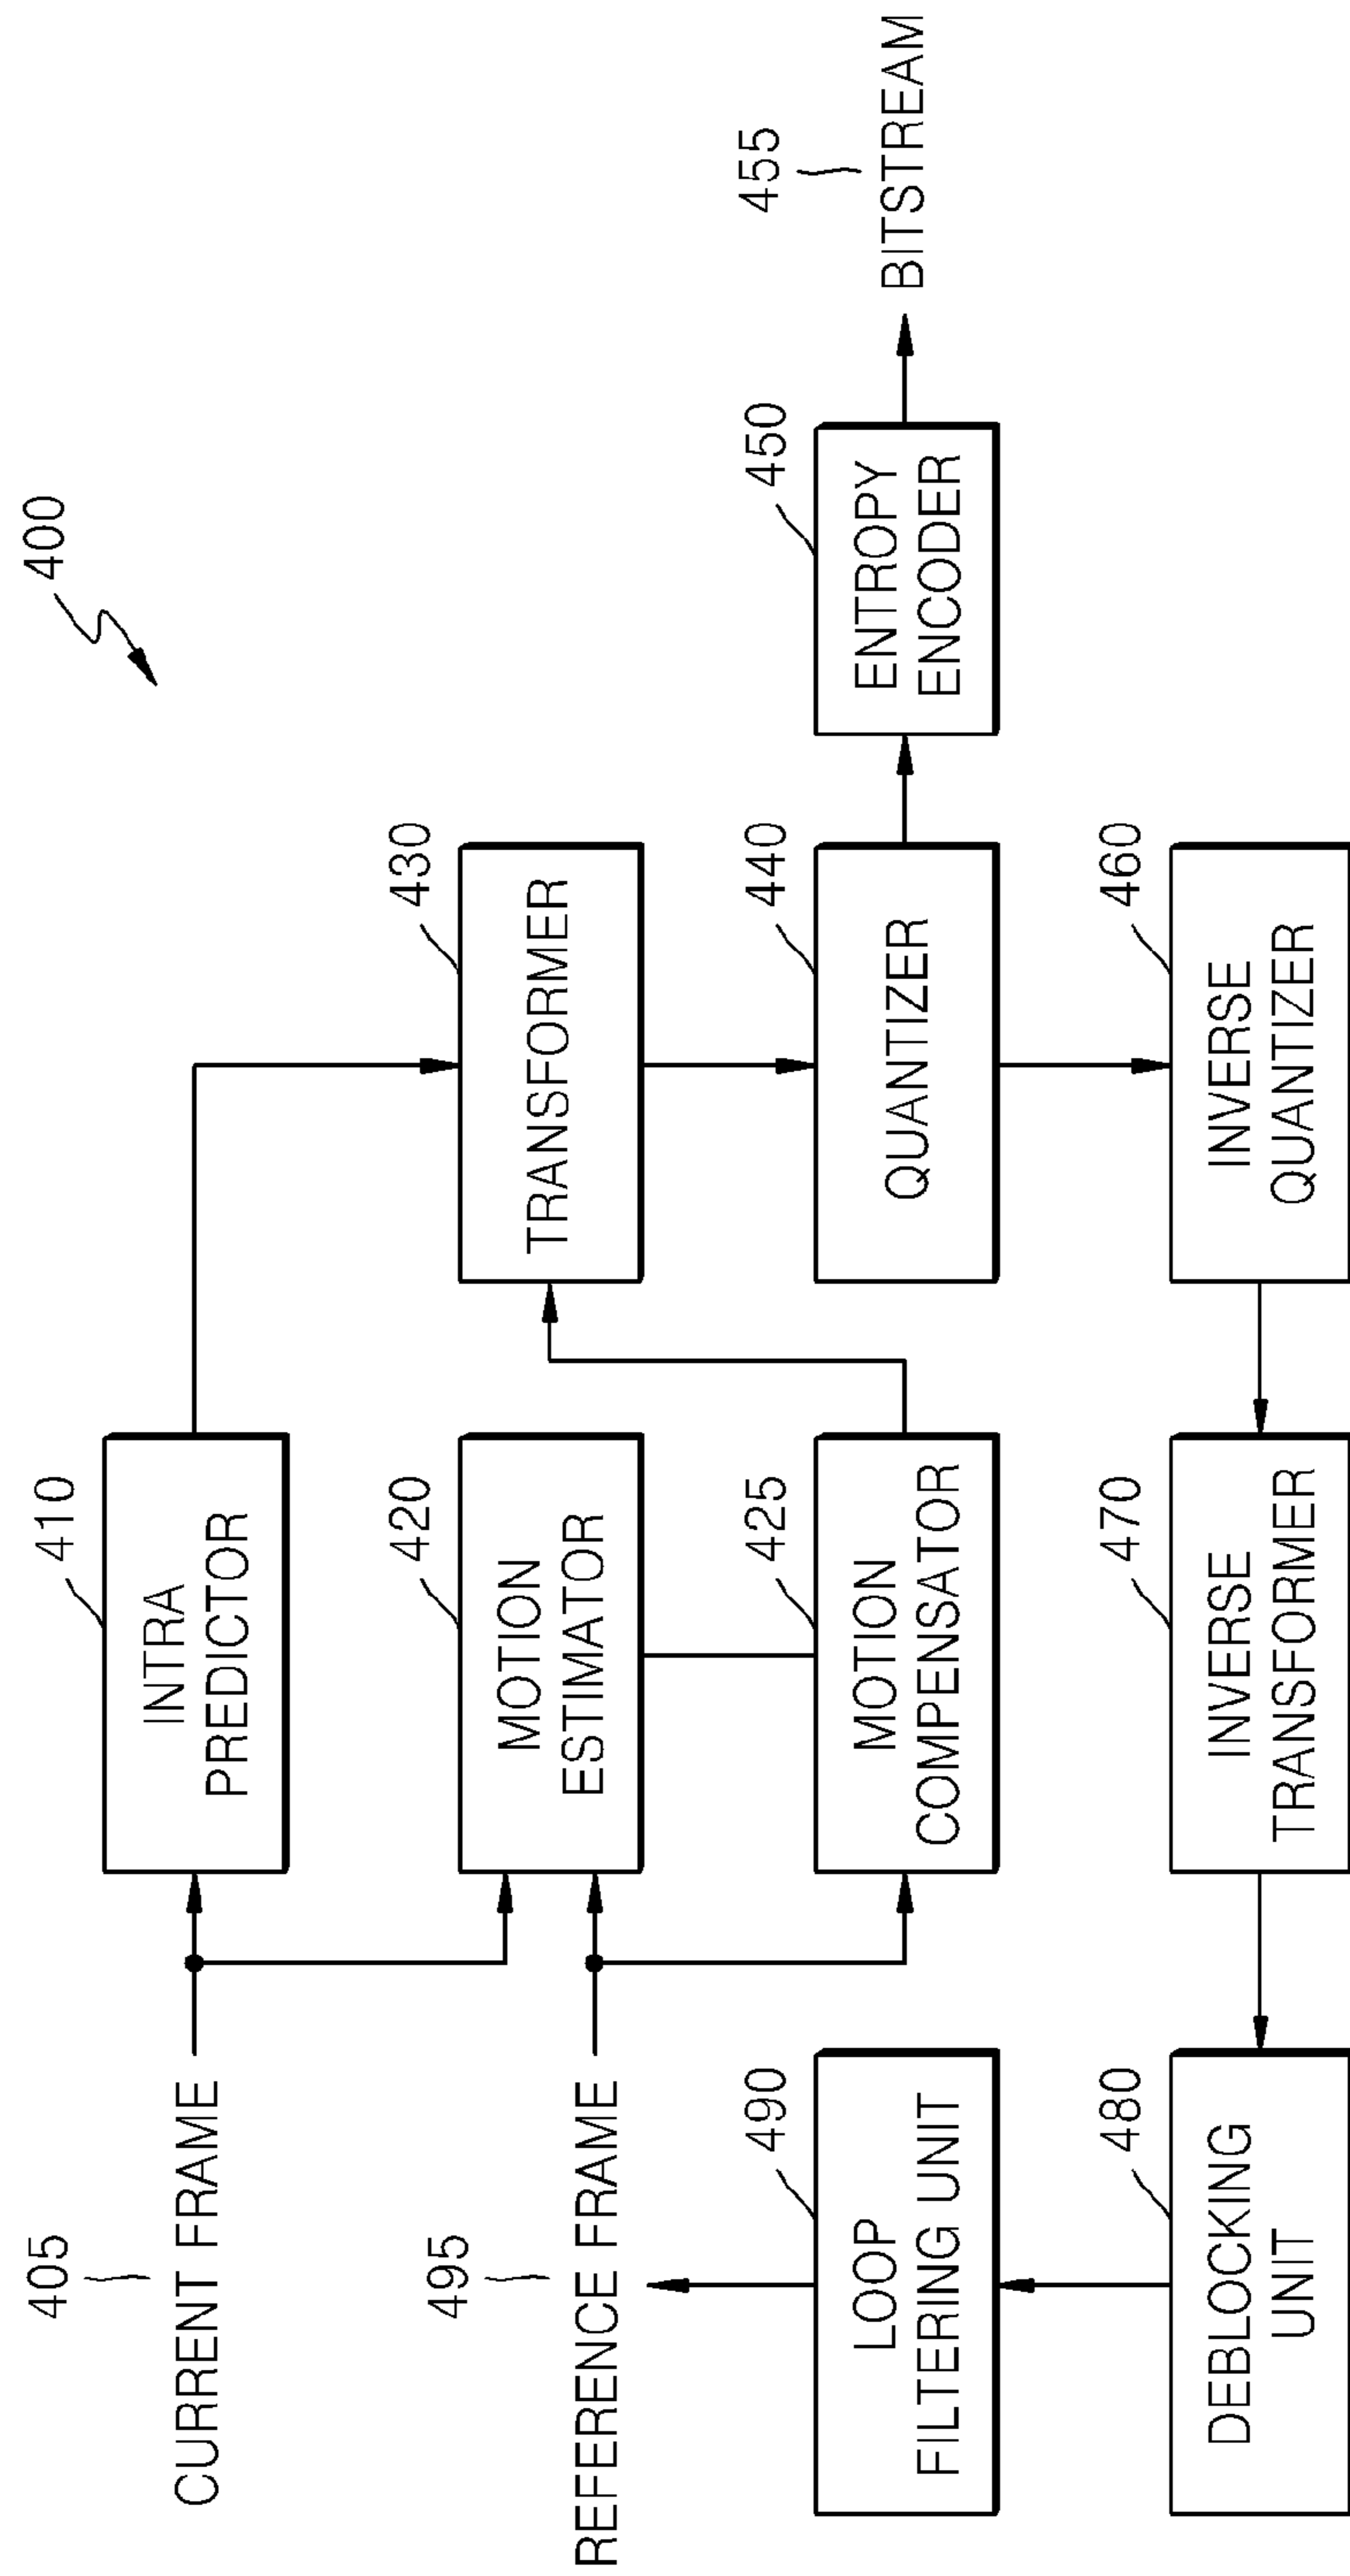 400
405
CURRENT FRAME
410
INTRA
PREDICTOR
495
REFERENCE FRAME
420
MOTION
ESTIMATOR
430
TRANSFORMER
490
LOOP
FILTERING UNIT
425
MOTION
COMPENSATOR
440
QUANTIZER
450
ENTROPY
ENCODER
455
BITSTREAM
480
DEBLOCKING
UNIT
470
INVERSE
TRANSFORMER
460
INVERSE
QUANTIZER